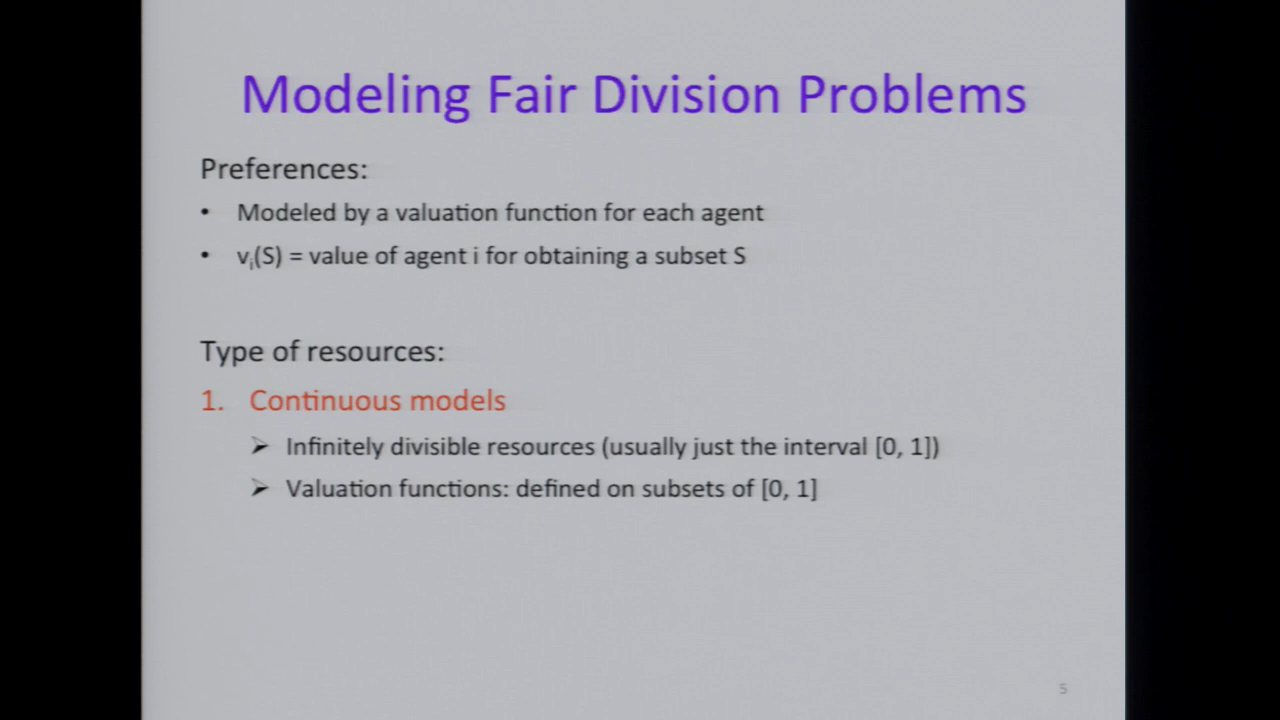 Modeling Fair Division Problems
Preferences:
• Modeled by a valuation function for each agent
• vi(S) = value of agent i for obtaining a subset S
Type of resources:
1. Continuous models
➢ Infinitely divisible resources (usually just the interval [0, 1])
➢ Valuation functions: defined on subsets of [0, 1]
5